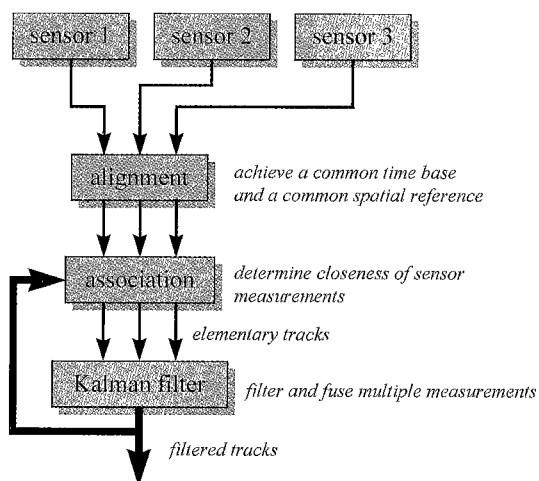 sensor 1
sensor 2
sensor 3
alignment
achieve a common time base
and a common spatial reference
association
determine closeness of sensor
measurements
elementary tracks
Kalman filter
filter and fuse multiple measurements
filtered tracks